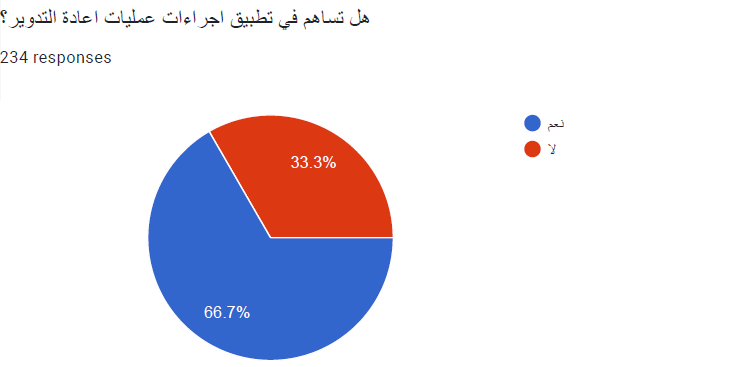 هل تساهم في تطبيق اجراءات عمليات اعادة التدوير؟
234 responses
نعم
لا
33.3%
66.7%